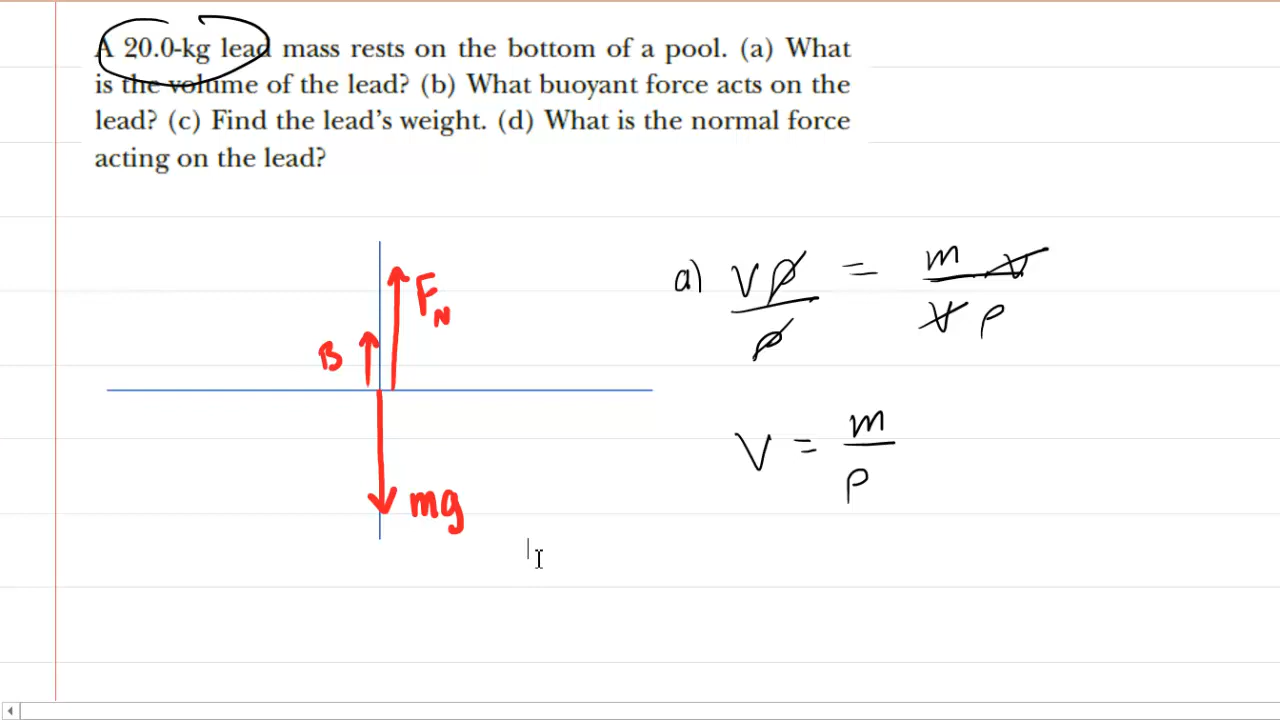 A 20.0-kg lead mass rests on the bottom of a pool. (a) What
is the volume of the lead? (b) What buoyant force acts on the
lead? (c) Find the lead's weight. (d) What is the normal force
acting on the lead?
F_N
B
mg
a) Vρ/ρ = m V/V ρ
V = m/ρ